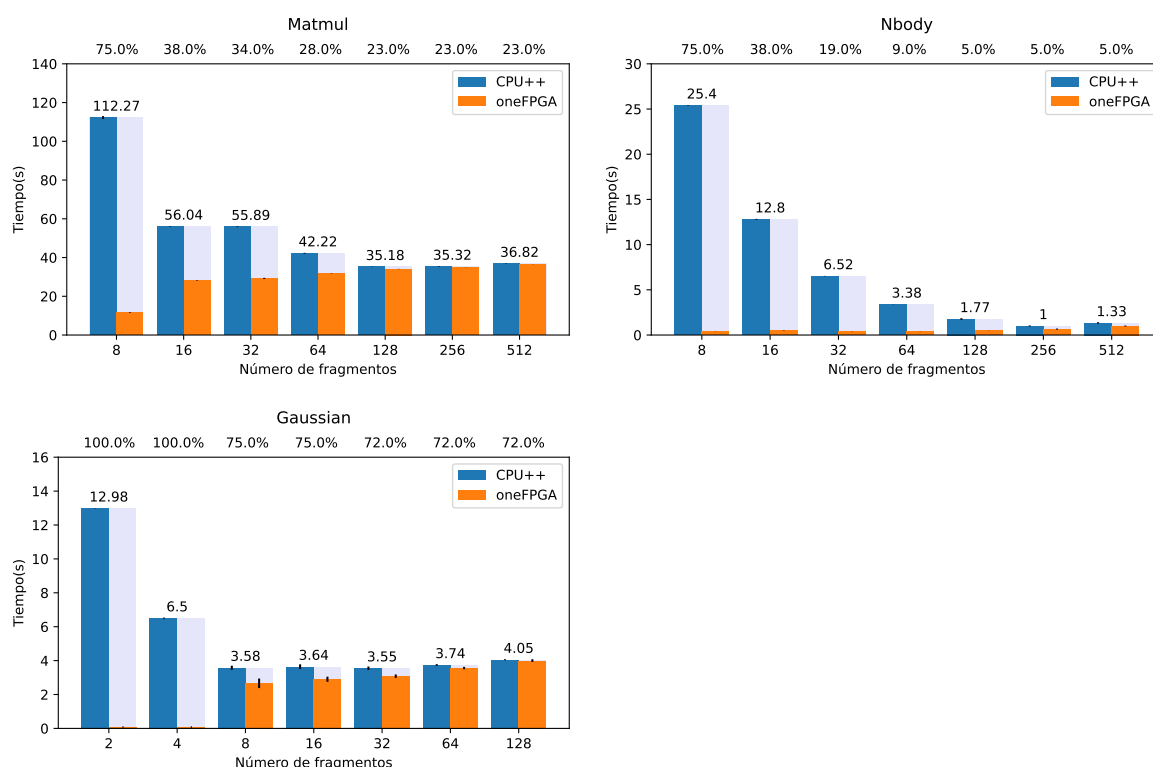 Matmul
75.0% 38.0% 34.0% 28.0% 23.0% 23.0% 23.0%
140
120
100
80
60
40
20
0
Tiempo(s)
CPU++
oneFPGA
112.27
56.04
55.89
42.22
35.18
35.32
36.82
8 16 32 64 128 256 512
Número de fragmentos
Nbody
75.0% 38.0% 19.0% 9.0% 5.0% 5.0% 5.0%
30
25
20
15
10
5
0
Tiempo(s)
CPU++
oneFPGA
25.4
12.8
6.52
3.38
1.77
1
1.33
8 16 32 64 128 256 512
Número de fragmentos
Gaussian
100.0% 100.0% 75.0% 75.0% 72.0% 72.0% 72.0%
16
14
12
10
8
6
4
2
0
Tiempo(s)
CPU++
oneFPGA
12.98
6.5
3.58
3.64
3.55
3.74
4.05
2 4 8 16 32 64 128
Número de fragmentos